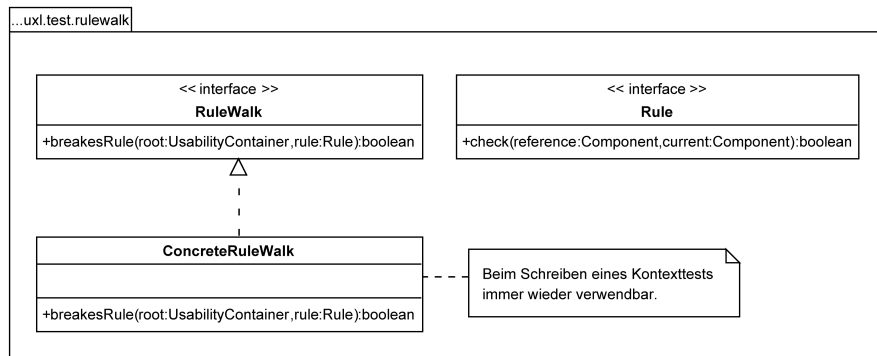 ...uxl.test.rulewalk
<< interface >>
RuleWalk
+breakesRule(root:UsabilityContainer,rule:Rule):boolean
<< interface >>
Rule
+check(reference:Component,current:Component):boolean
ConcreteRuleWalk
+breakesRule(root:UsabilityContainer,rule:Rule):boolean
Beim Schreiben eines Kontexttests
immer wieder verwendbar.